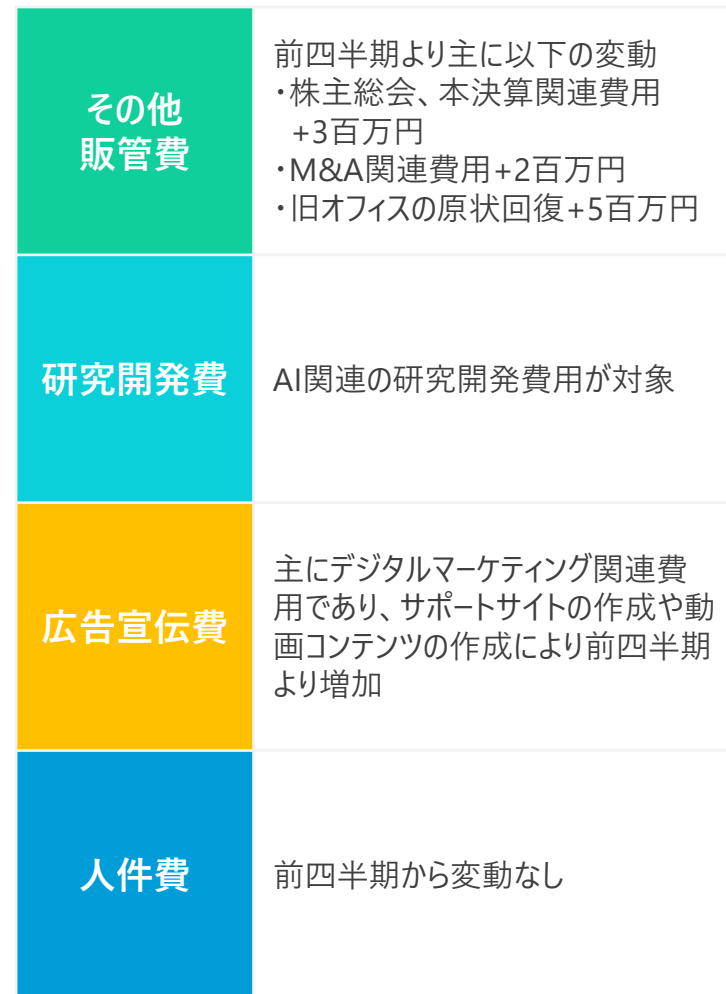 その他
販管費
前四半期より主に以下の変動
・株主総会、本決算関連費用
+3百万円
・M&A関連費用+2百万円
・旧オフィスの原状回復+5百万円
研究開発費
AI関連の研究開発費用が対象
広告宣伝費
主にデジタルマーケティング関連費
用であり、サポートサイトの作成や動
画コンテンツの作成により前四半期
より増加
人件費
前四半期から変動なし